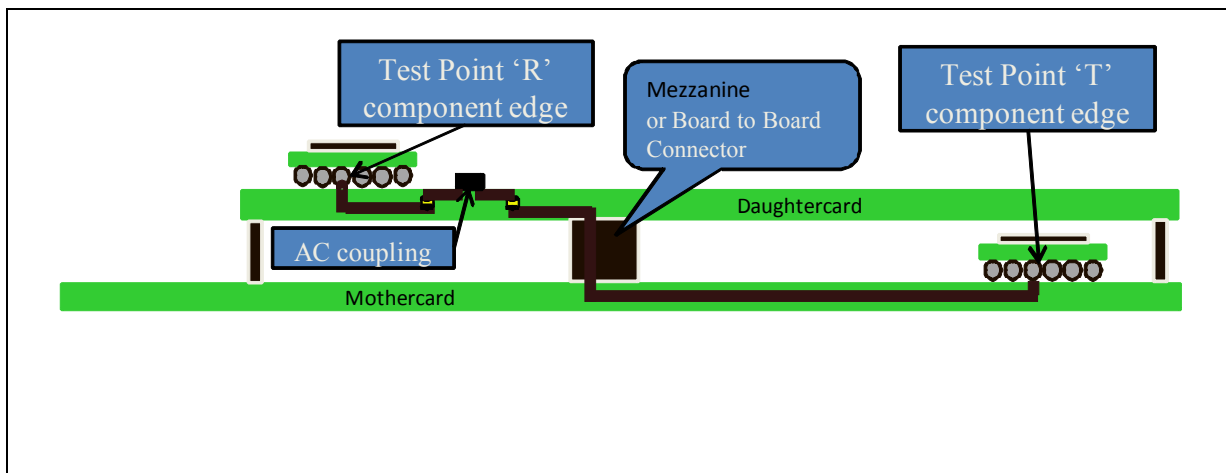 Test Point ‘R’
component edge
Mezzanine
or Board to Board
Connector
Test Point ‘T’
component edge
Daughtercard
AC coupling
Mothercard